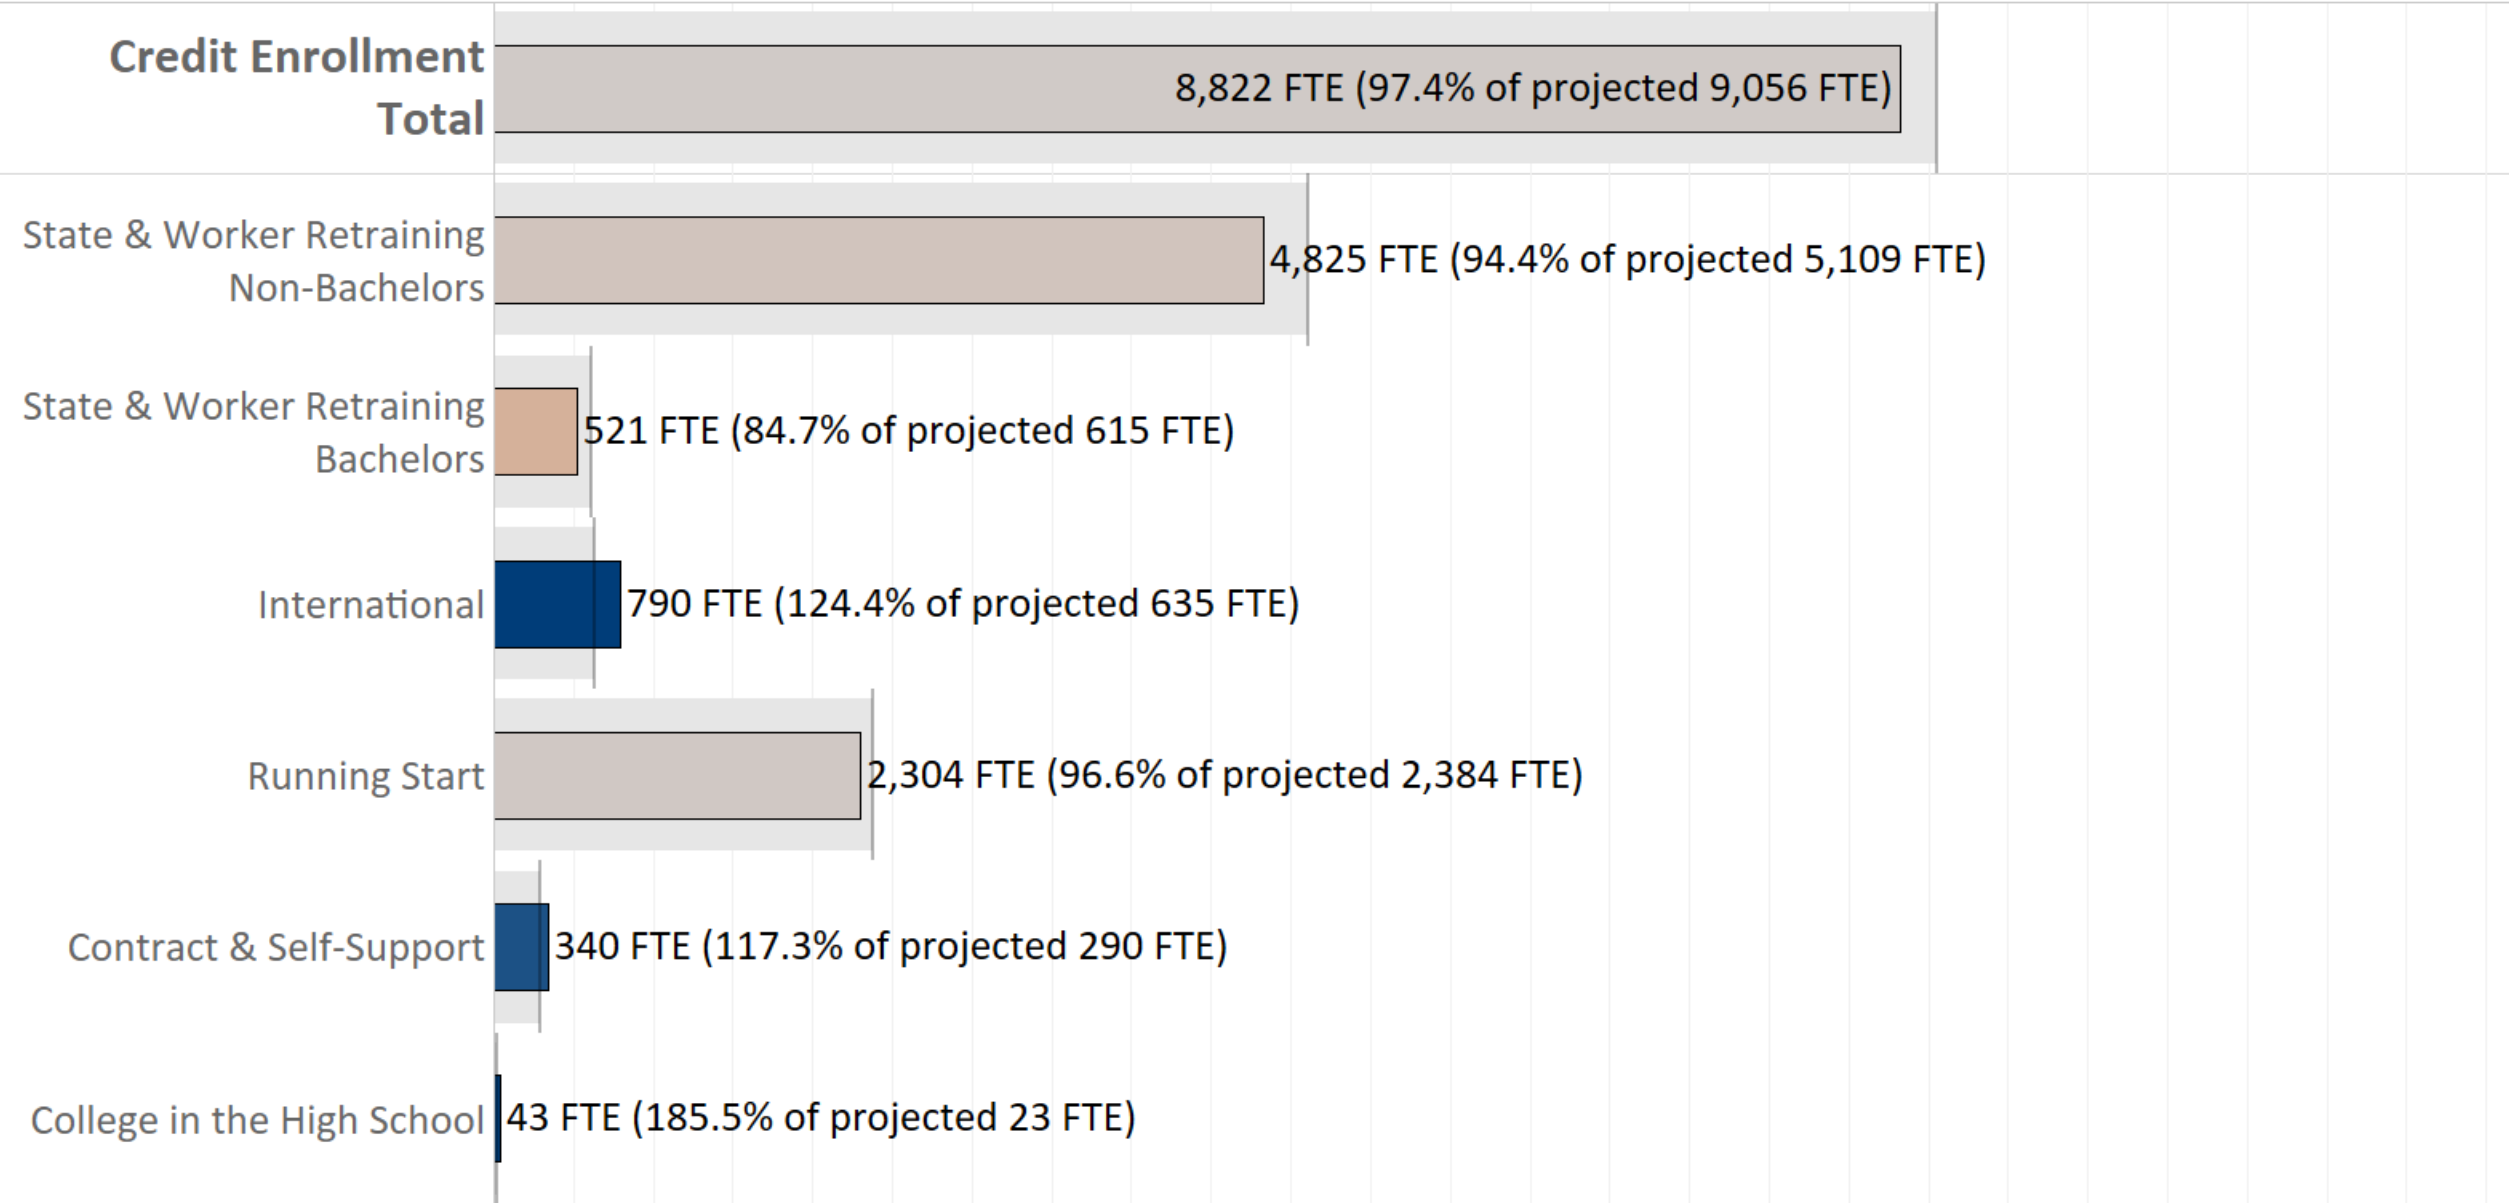 Credit Enrollment
Total
8,822 FTE (97.4% of projected 9,056 FTE)
State & Worker Retraining
Non-Bachelors
4,825 FTE (94.4% of projected 5,109 FTE)
State & Worker Retraining
Bachelors
521 FTE (84.7% of projected 615 FTE)
International
790 FTE (124.4% of projected 635 FTE)
Running Start
2,304 FTE (96.6% of projected 2,384 FTE)
Contract & Self-Support
340 FTE (117.3% of projected 290 FTE)
College in the High School
43 FTE (185.5% of projected 23 FTE)